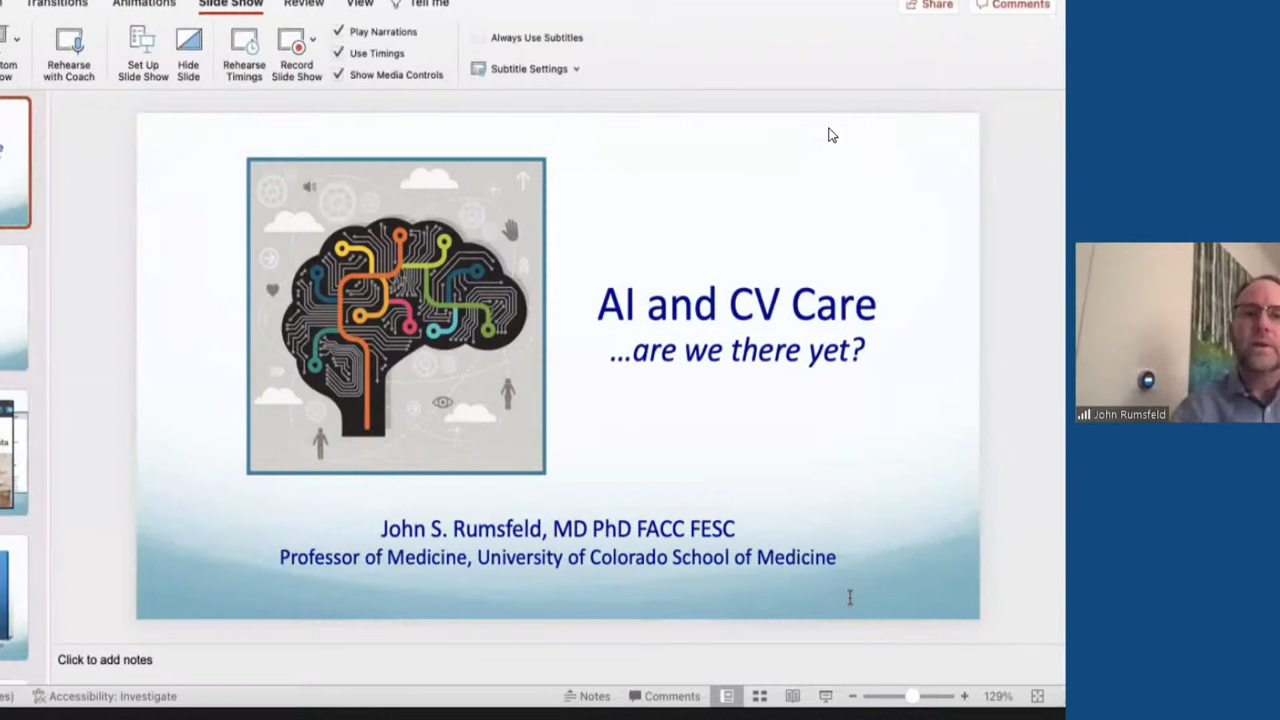 Transitions
Animations
Slide Show
Review
View
Tell me
Share
Comments
Rehearse
with Coach
Set Up
Slide Show
Hide
Slide
Rehearse
Timings
Record
Slide Show
Play Narrations
Use Timings
Show Media Controls
Always Use Subtitles
Subtitle Settings
AI and CV Care
...are we there yet?
John S. Rumsfeld, MD PhD FACC FESC
Professor of Medicine, University of Colorado School of Medicine
John Rumsfeld
Click to add notes
Accessibility: Investigate
Notes
Comments
129%